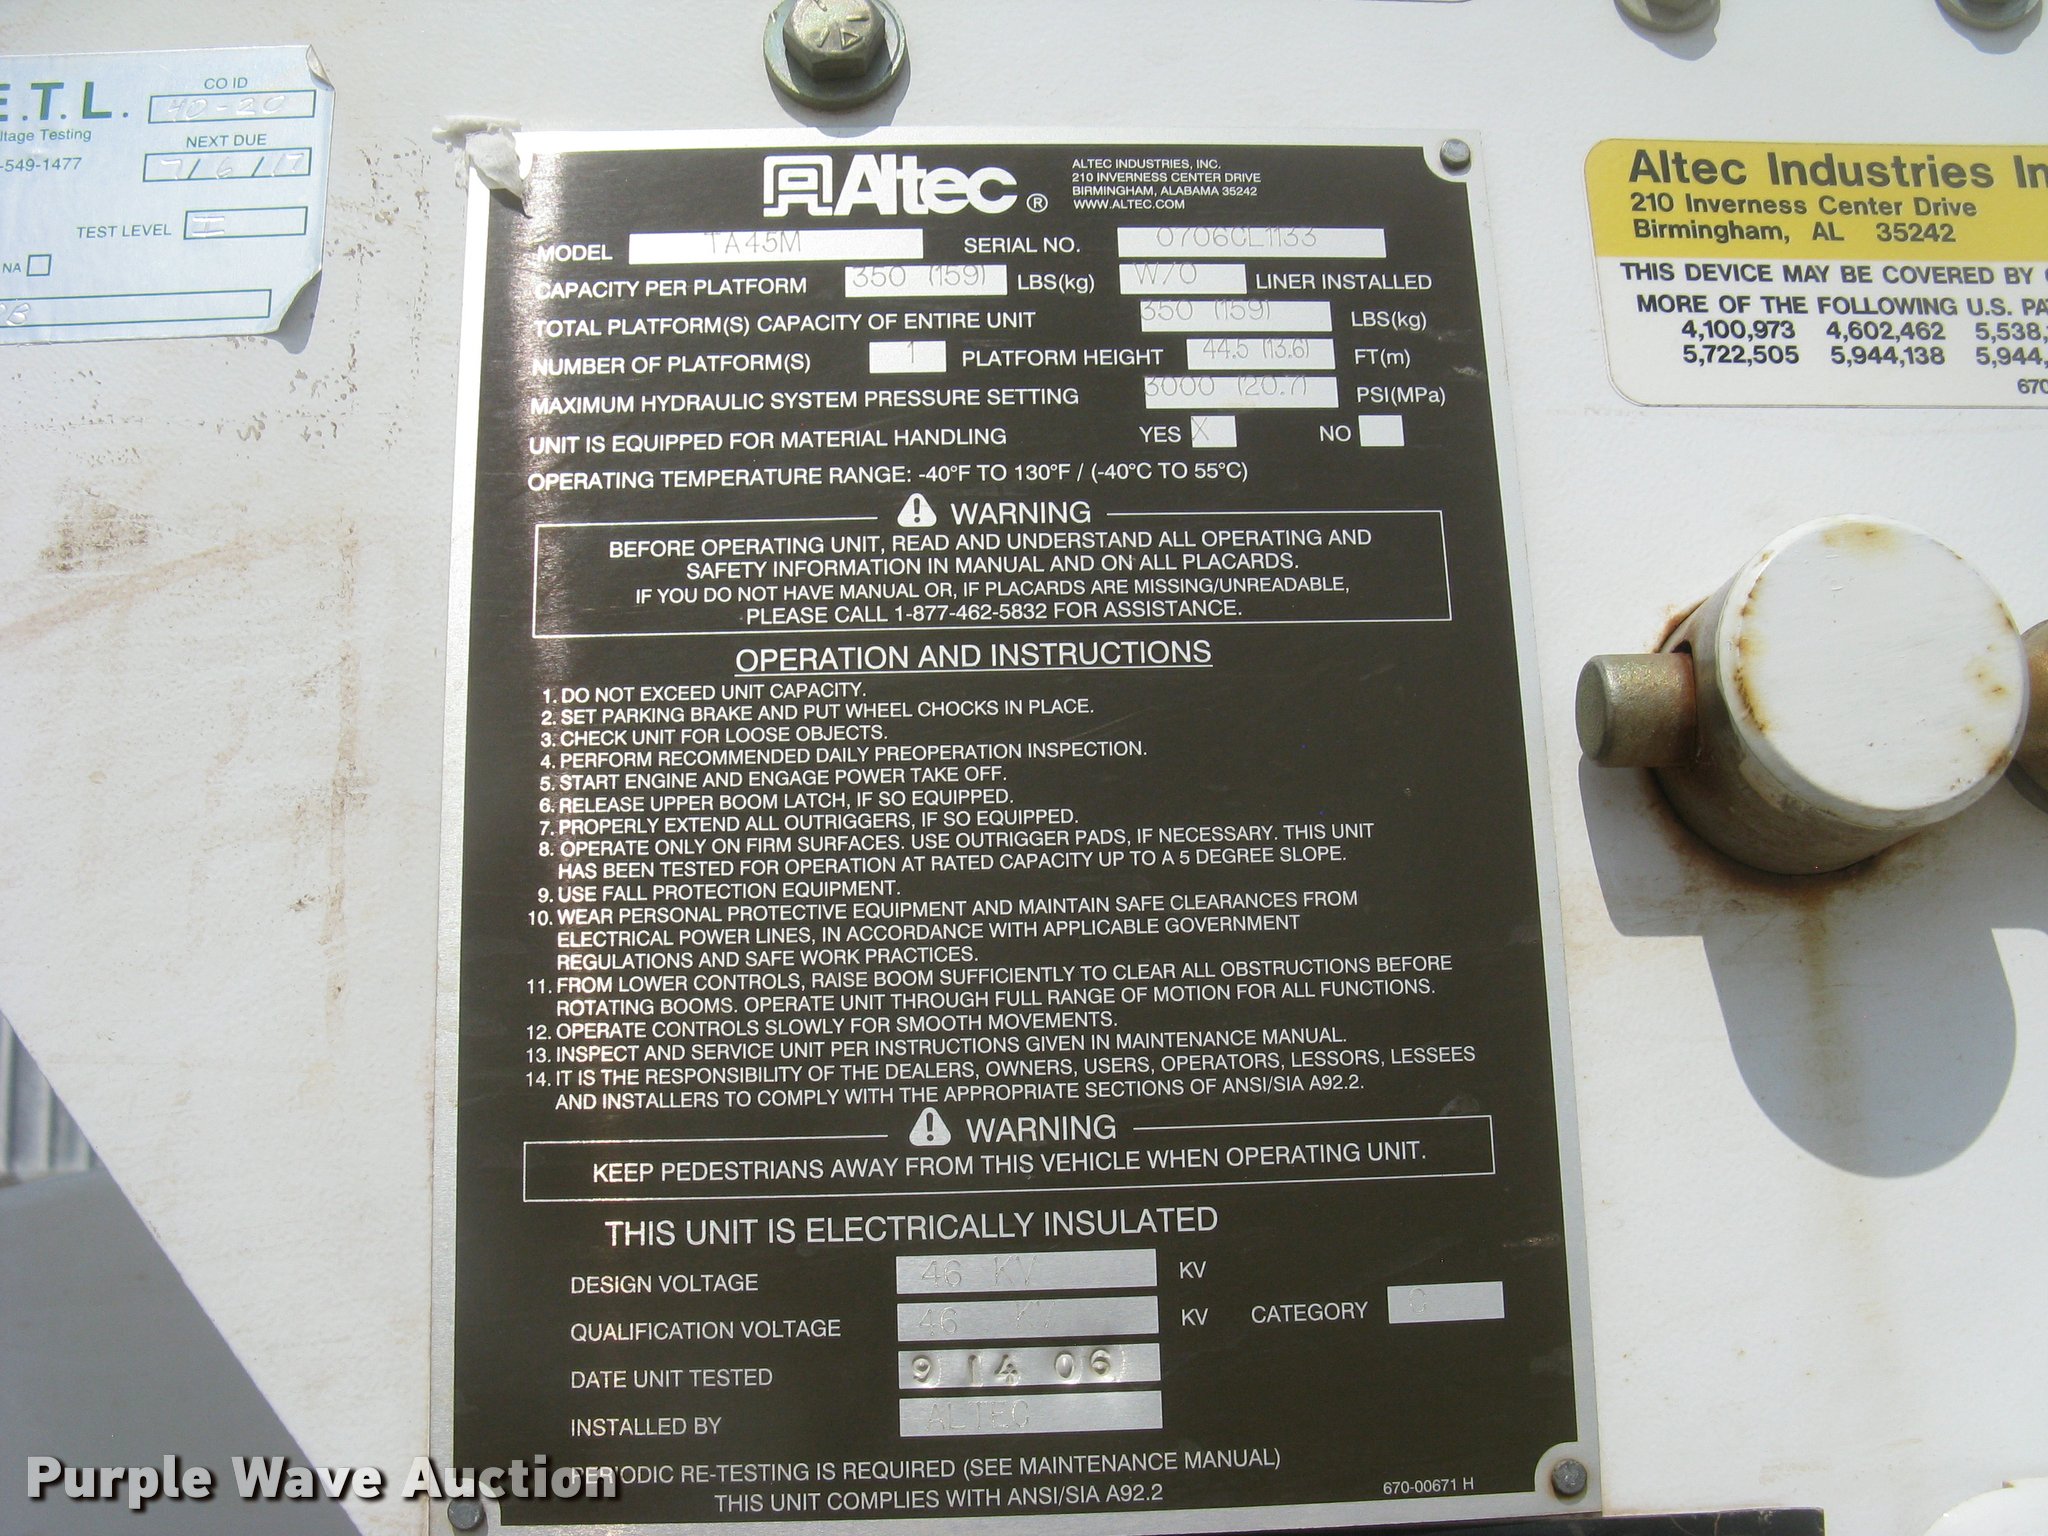 E.T.L.
ltage Testing
-549-1477
CO ID
40-20
NEXT DUE
7/6/17
TEST LEVEL I
NA
Altec®
ALTEC INDUSTRIES, INC.
210 INVERNESS CENTER DRIVE
BIRMINGHAM, ALABAMA 35242
WWW.ALTEC.COM
MODEL TA45M SERIAL NO. 0706CL1133
CAPACITY PER PLATFORM 350 (159) LBS(kg) W/O LINER INSTALLED
TOTAL PLATFORM(S) CAPACITY OF ENTIRE UNIT 350 (159) LBS(kg)
NUMBER OF PLATFORM(S) 1 PLATFORM HEIGHT 44.5 (13.6) FT(m)
MAXIMUM HYDRAULIC SYSTEM PRESSURE SETTING 3000 (20.7) PSI(MPa)
UNIT IS EQUIPPED FOR MATERIAL HANDLING YES X NO
OPERATING TEMPERATURE RANGE: -40°F TO 130°F / (-40°C TO 55°C)
WARNING
BEFORE OPERATING UNIT, READ AND UNDERSTAND ALL OPERATING AND
SAFETY INFORMATION IN MANUAL AND ON ALL PLACARDS.
IF YOU DO NOT HAVE MANUAL OR, IF PLACARDS ARE MISSING/UNREADABLE,
PLEASE CALL 1-877-462-5832 FOR ASSISTANCE.
OPERATION AND INSTRUCTIONS
1. DO NOT EXCEED UNIT CAPACITY.
2. SET PARKING BRAKE AND PUT WHEEL CHOCKS IN PLACE.
3. CHECK UNIT FOR LOOSE OBJECTS.
4. PERFORM RECOMMENDED DAILY PREOPERATION INSPECTION.
5. START ENGINE AND ENGAGE POWER TAKE OFF.
6. RELEASE UPPER BOOM LATCH, IF SO EQUIPPED.
7. PROPERLY EXTEND ALL OUTRIGGERS, IF SO EQUIPPED.
8. OPERATE ONLY ON FIRM SURFACES. USE OUTRIGGER PADS, IF NECESSARY. THIS UNIT
HAS BEEN TESTED FOR OPERATION AT RATED CAPACITY UP TO A 5 DEGREE SLOPE.
9. USE FALL PROTECTION EQUIPMENT.
10. WEAR PERSONAL PROTECTIVE EQUIPMENT AND MAINTAIN SAFE CLEARANCES FROM
ELECTRICAL POWER LINES, IN ACCORDANCE WITH APPLICABLE GOVERNMENT
REGULATIONS AND SAFE WORK PRACTICES.
11. FROM LOWER CONTROLS, RAISE BOOM SUFFICIENTLY TO CLEAR ALL OBSTRUCTIONS BEFORE
ROTATING BOOMS. OPERATE UNIT THROUGH FULL RANGE OF MOTION FOR ALL FUNCTIONS.
12. OPERATE CONTROLS SLOWLY FOR SMOOTH MOVEMENTS.
13. INSPECT AND SERVICE UNIT PER INSTRUCTIONS GIVEN IN MAINTENANCE MANUAL.
14. IT IS THE RESPONSIBILITY OF THE DEALERS, OWNERS, USERS, OPERATORS, LESSORS, LESSEES
AND INSTALLERS TO COMPLY WITH THE APPROPRIATE SECTIONS OF ANSI/SIA A92.2.
WARNING
KEEP PEDESTRIANS AWAY FROM THIS VEHICLE WHEN OPERATING UNIT.
THIS UNIT IS ELECTRICALLY INSULATED
DESIGN VOLTAGE 46 KV KV
QUALIFICATION VOLTAGE 46 KV KV CATEGORY C
DATE UNIT TESTED 9 14 06
INSTALLED BY ALTEC
PERIODIC RE-TESTING IS REQUIRED (SEE MAINTENANCE MANUAL)
THIS UNIT COMPLIES WITH ANSI/SIA A92.2
670-00671 H
Altec Industries In
210 Inverness Center Drive
Birmingham, AL 35242
THIS DEVICE MAY BE COVERED BY
MORE OF THE FOLLOWING U.S. PA
4,100,973 4,602,462 5,538,
5,722,505 5,944,138 5,944,
670
Purple Wave Auction